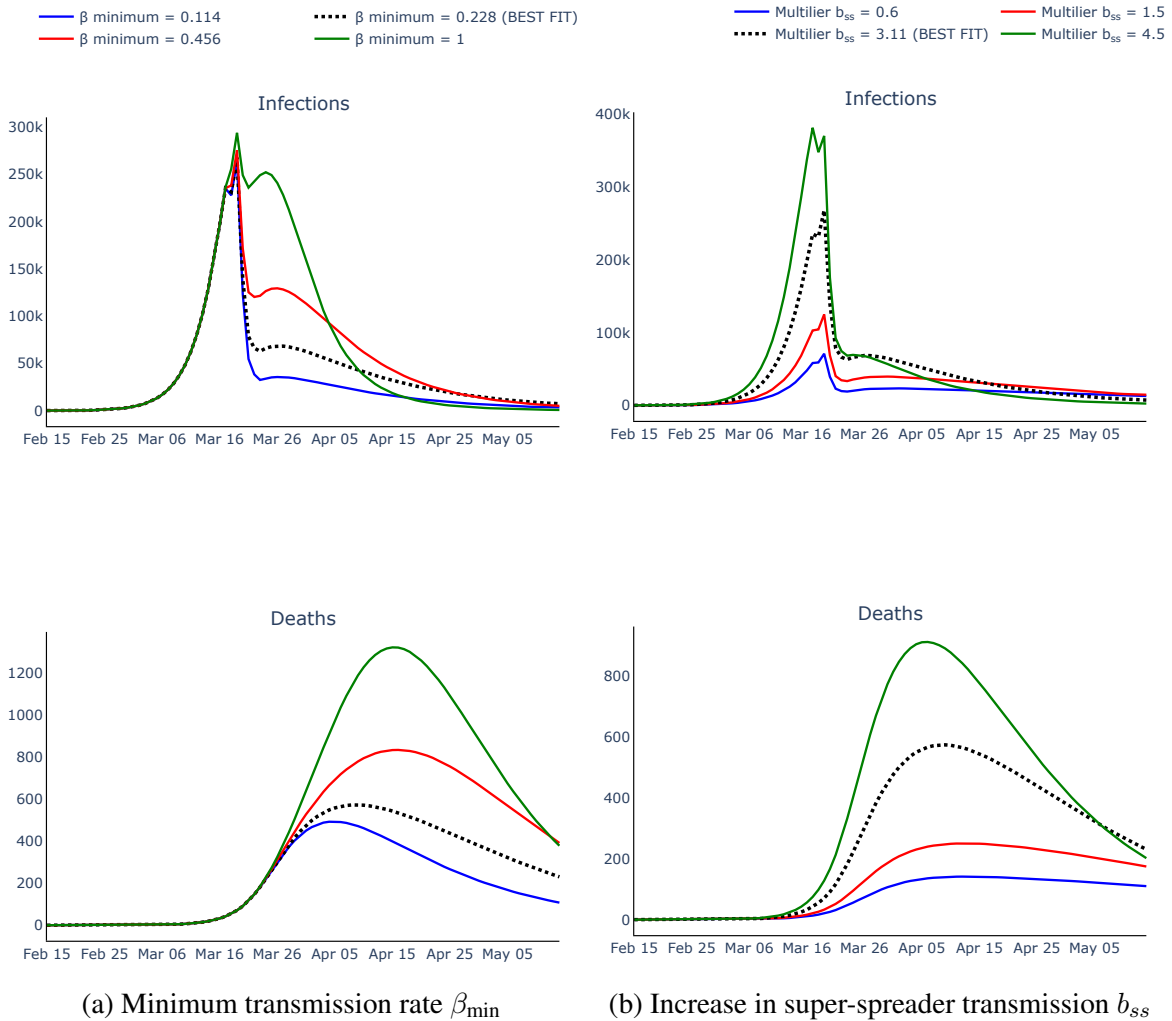 β minimum = 0.114
β minimum = 0.228 (BEST FIT)
β minimum = 0.456
β minimum = 1
Infections
300k
250k
200k
150k
100k
50k
0
Feb 15 Feb 25 Mar 06 Mar 16 Mar 26 Apr 05 Apr 15 Apr 25 May 05
Deaths
1200
1000
800
600
400
200
0
Feb 15 Feb 25 Mar 06 Mar 16 Mar 26 Apr 05 Apr 15 Apr 25 May 05
(a) Minimum transmission rate βmin
Multilier bss = 0.6
Multilier bss = 1.5
Multilier bss = 3.11 (BEST FIT)
Multilier bss = 4.5
Infections
400k
300k
200k
100k
0
Feb 15 Feb 25 Mar 06 Mar 16 Mar 26 Apr 05 Apr 15 Apr 25 May 05
Deaths
800
600
400
200
0
Feb 15 Feb 25 Mar 06 Mar 16 Mar 26 Apr 05 Apr 15 Apr 25 May 05
(b) Increase in super-spreader transmission bss